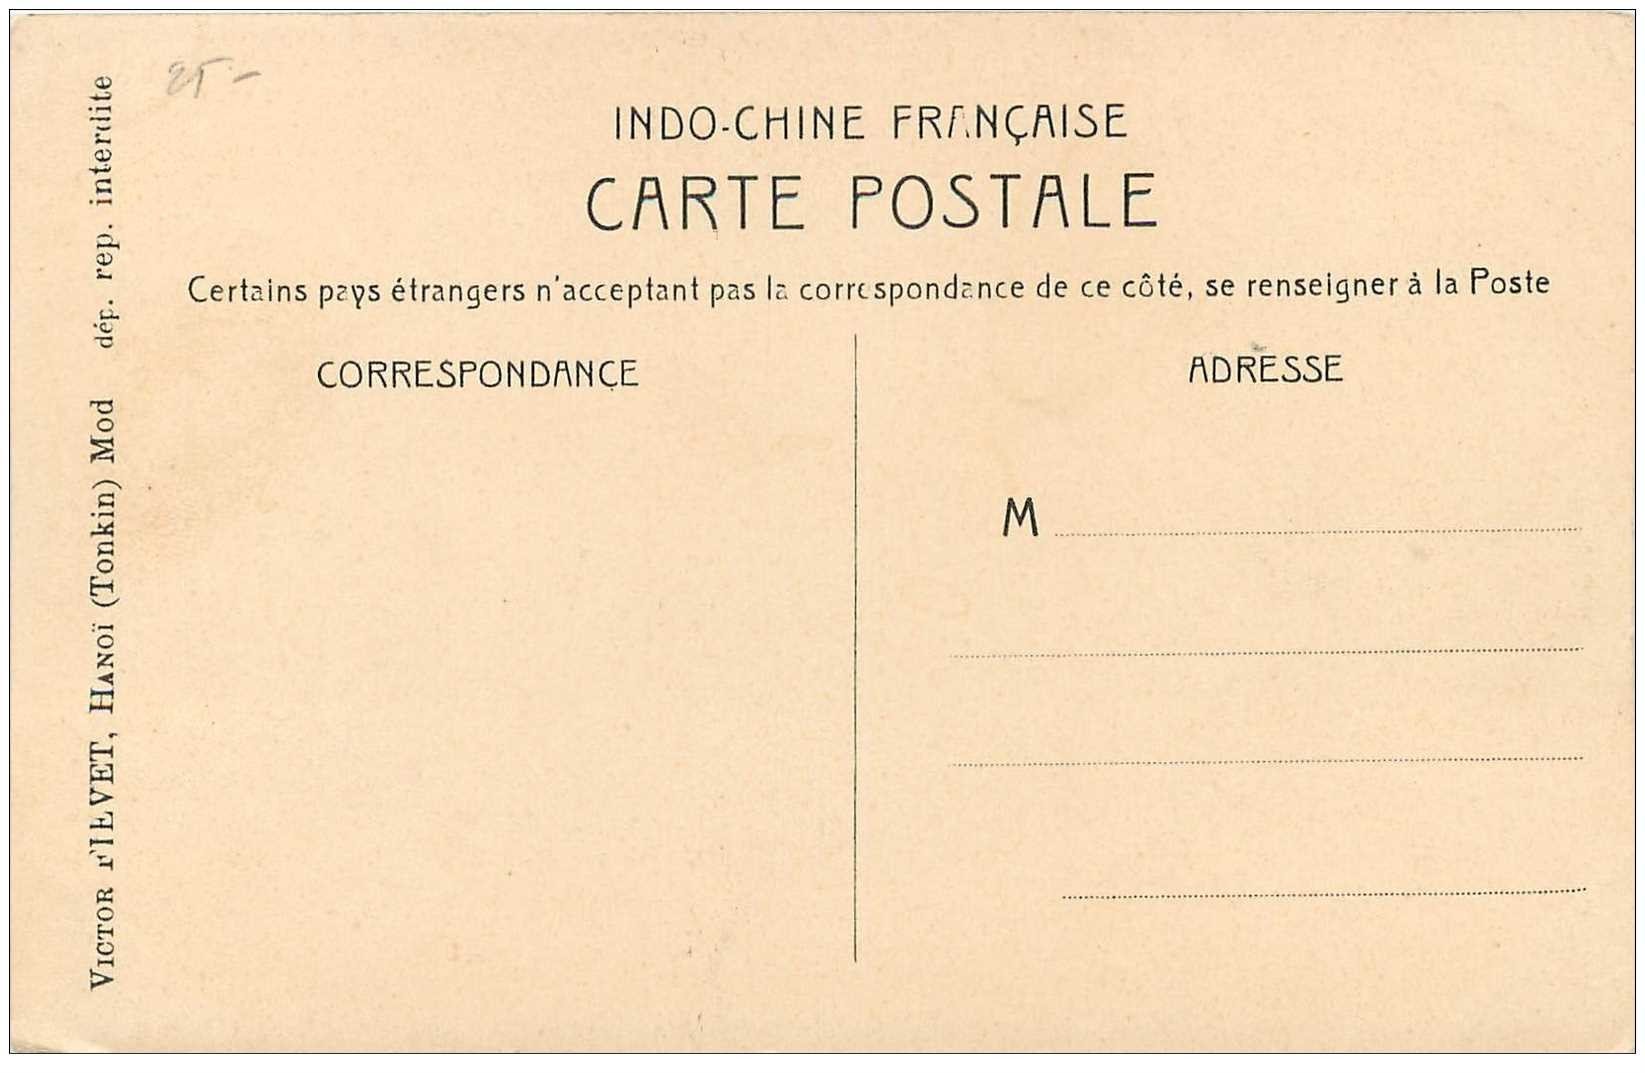 25-
INDO-CHINE FRANÇAISE
CARTE POSTALE
Certains pays étrangers n'acceptant pas la correspondance de ce côté, se renseigner à la Poste
CORRESPONDANCE
ADRESSE
M
VICTOR FIEVET, HANOÏ (Tonkin) Mod dép. rep. interdite